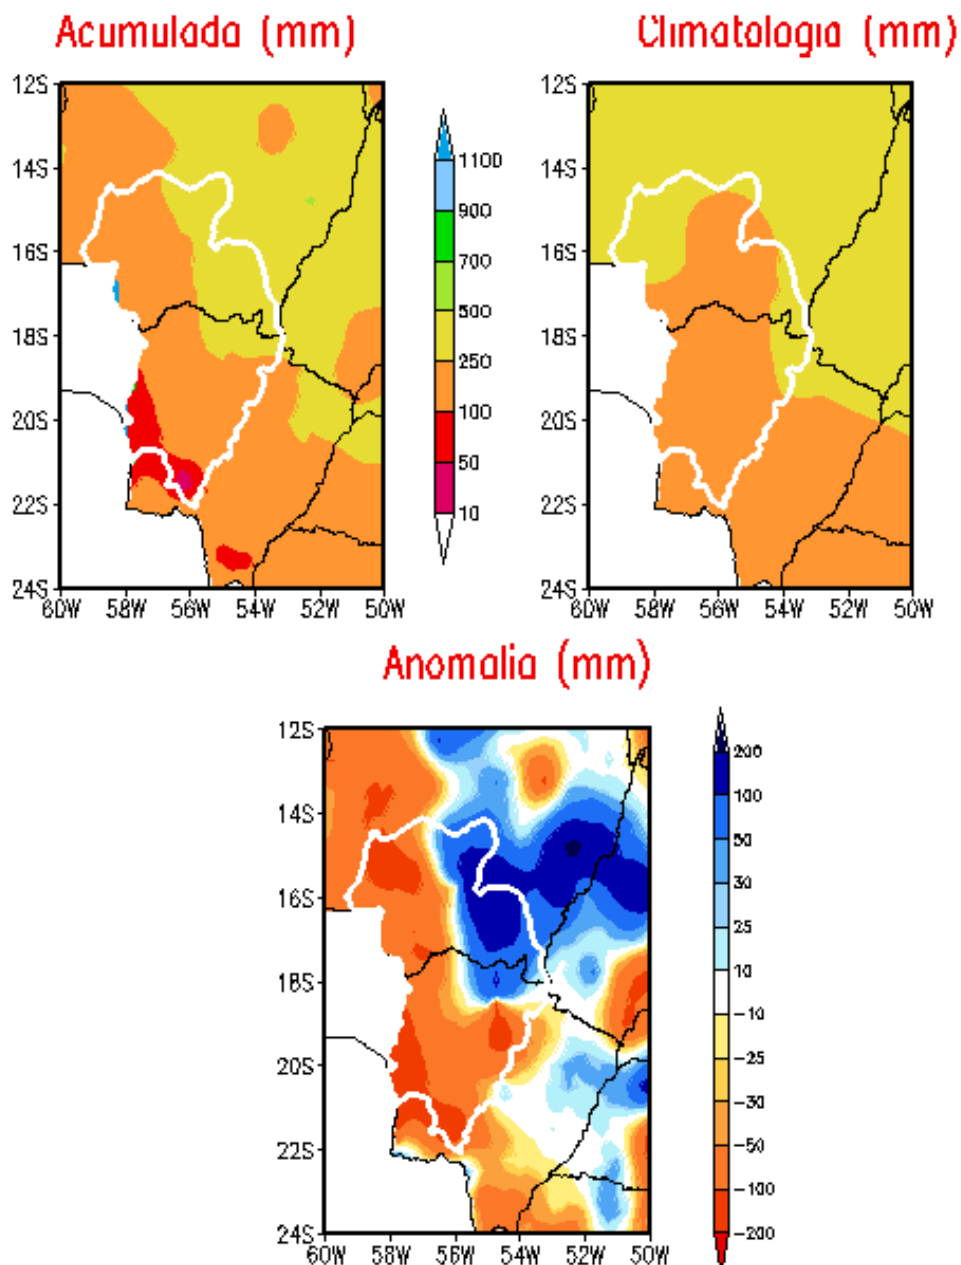 Acumulada (mm)
Climatologia (mm)
12S
14S
16S
18S
20S
22S
24S
60W 58W 56W 54W 52W 50W
1100
900
700
500
250
100
50
10
12S
14S
16S
18S
20S
22S
24S
60W 58W 56W 54W 52W 50W
Anomalia (mm)
12S
14S
16S
18S
20S
22S
24S
60W 58W 56W 54W 52W 50W
200
100
50
30
25
10
-10
-25
-30
-50
-100
-200